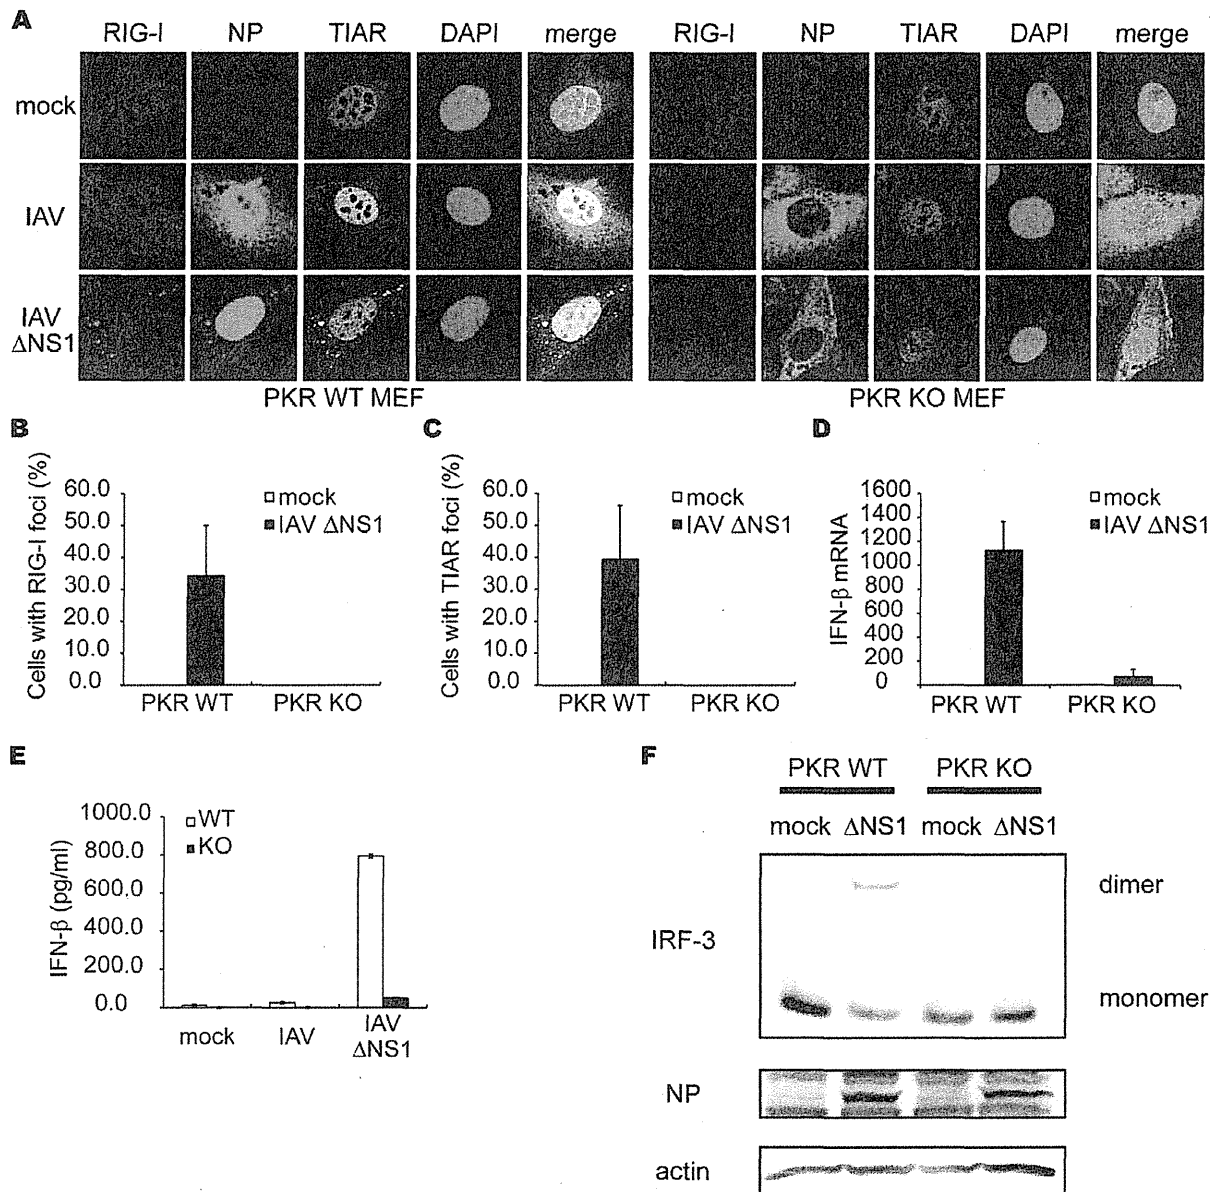 A
RIG-I NP TIAR DAPI merge RIG-I NP TIAR DAPI merge
mock
IAV
IAV
ΔNS1
PKR WT MEF PKR KO MEF
B
Cells with RIG-I foci (%)
60.0
50.0
40.0
30.0
20.0
10.0
0.0
mock
IAV ΔNS1
PKR WT PKR KO
C
Cells with TIAR foci (%)
60.0
50.0
40.0
30.0
20.0
10.0
0.0
mock
IAV ΔNS1
PKR WT PKR KO
D
IFN-β mRNA
1600
1400
1200
1000
800
600
400
200
0
mock
IAV ΔNS1
PKR WT PKR KO
E
IFN-β (pg/ml)
1000.0
800.0
600.0
400.0
200.0
0.0
WT
KO
mock IAV IAV
ΔNS1
F
PKR WT PKR KO
mock ΔNS1 mock ΔNS1
IRF-3
dimer
monomer
NP
actin